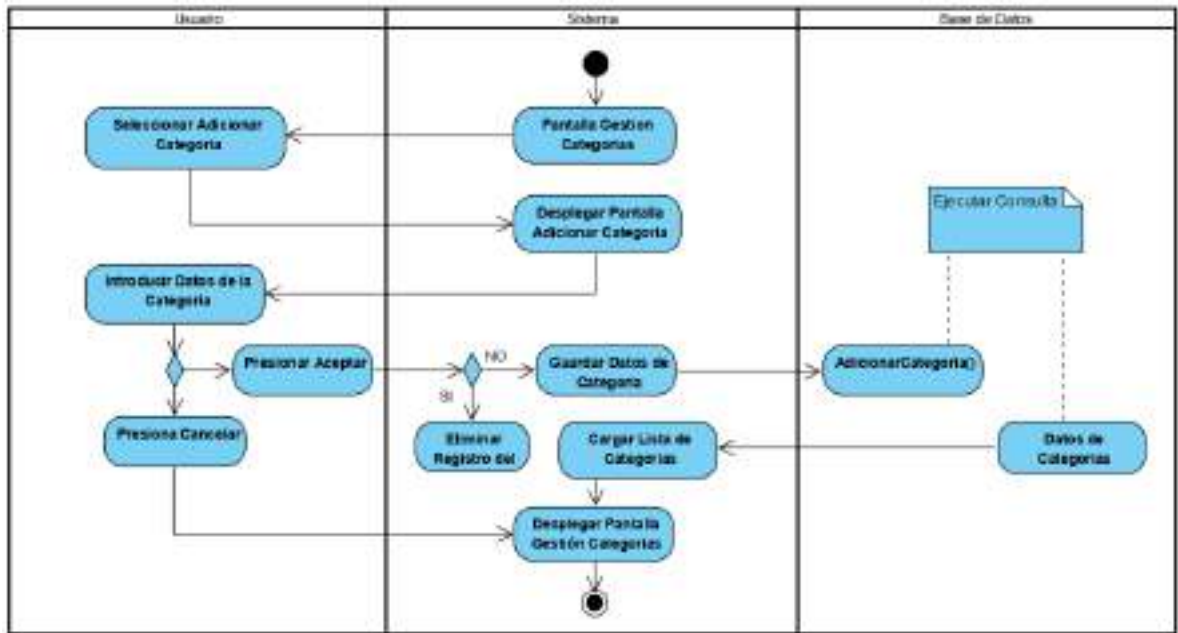 Usuario
Sistema
Base de Datos
Seleccionar Adicionar
Categoria
Pantalla Gestion
Categorias
Desplegar Pantalla
Adicionar Categoria
Ejecutar Consulta
Introducir Datos de la
Categoria
Presionar Aceptar
NO
Guardar Datos de
Categoria
AdicionarCategoria()
SI
Presiona Cancelar
Eliminar
Registro del
Cargar Lista de
Categorias
Datos de
Categorias
Desplegar Pantalla
Gestión Categorias